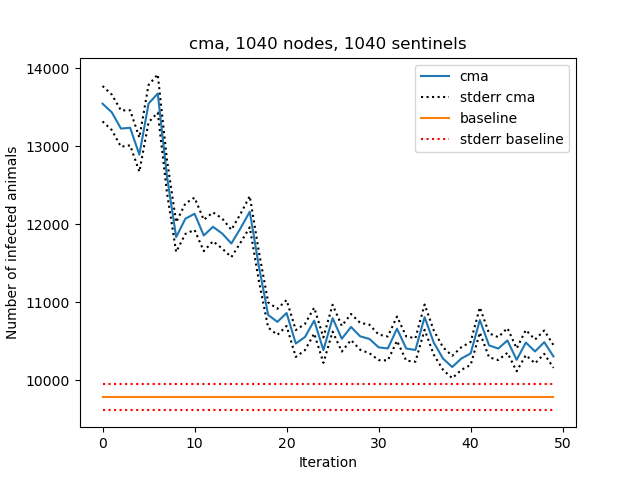 cma, 1040 nodes, 1040 sentinels
14000
13000
12000
11000
10000
Number of infected animals
cma
stderr cma
baseline
stderr baseline
0 10 20 30 40 50
Iteration